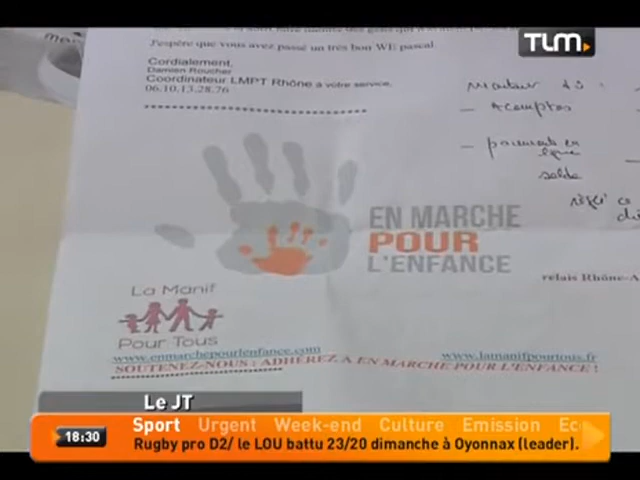 TLM
J'espère que vous avez passé un très bon WE pascal
Cordialement,
Damien Roucher
Coordinateur LMPT Rhône à votre service,
06.10.13.28.76
Acomptes
EN MARCHE
POUR
L'ENFANCE
relais Rhône-A
La Manif
Pour Tous
www.enmarchepourlenfance.com
www.lamanifpourtous.fr
SOUTENEZ-NOUS : ADHÉREZ A EN MARCHE POUR L'ENFANCE !
Le JT
Sport Urgent Week-end Culture Emission Ec
18:30
Rugby pro D2/ le LOU battu 23/20 dimanche à Oyonnax (leader).